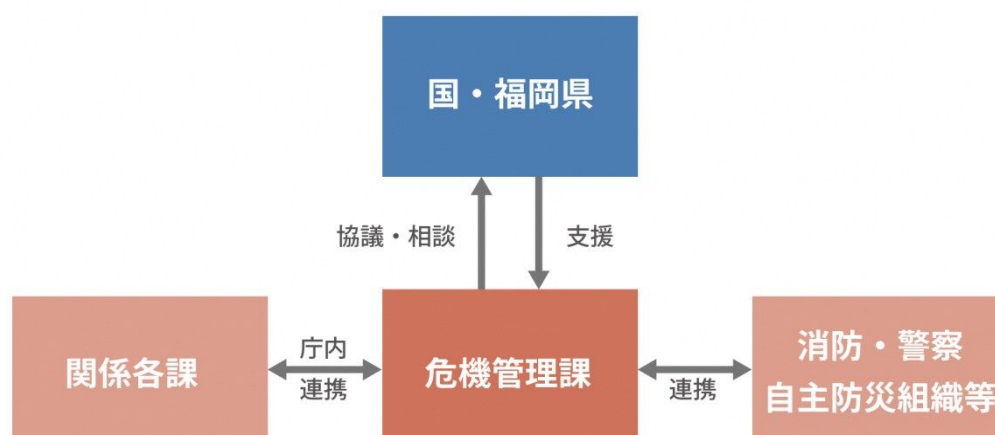 国・福岡県
協議・相談
支援
関係各課
庁内
連携
危機管理課
連携
消防・警察
自主防災組織等